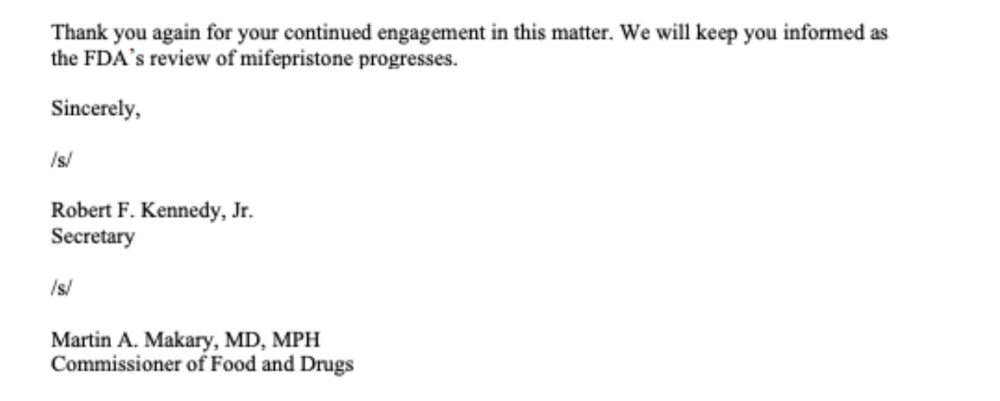 Thank you again for your continued engagement in this matter. We will keep you informed as
the FDA’s review of mifepristone progresses.
Sincerely,
/s/
Robert F. Kennedy, Jr.
Secretary
/s/
Martin A. Makary, MD, MPH
Commissioner of Food and Drugs